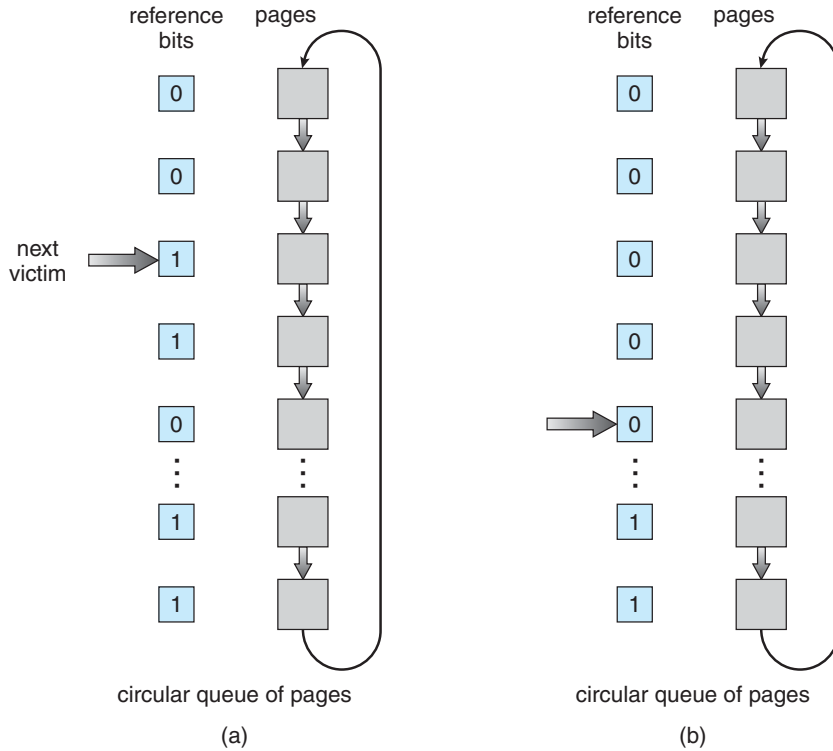 reference
bits
pages
0
0
next
victim
1
1
0
1
1
circular queue of pages
(a)
reference
bits
pages
0
0
0
0
0
1
1
circular queue of pages
(b)